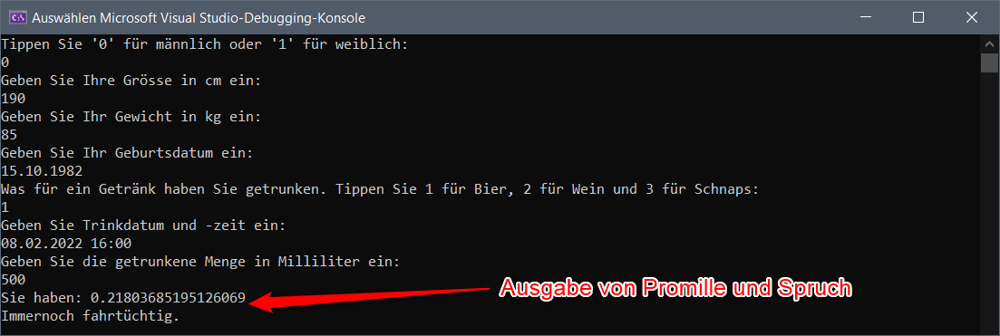 Auswählen Microsoft Visual Studio-Debugging-Konsole
Tippen Sie '0' für männlich oder '1' für weiblich:
0
Geben Sie Ihre Grösse in cm ein:
190
Geben Sie Ihr Gewicht in kg ein:
85
Geben Sie Ihr Geburtsdatum ein:
15.10.1982
Was für ein Getränk haben Sie getrunken. Tippen Sie 1 für Bier, 2 für Wein und 3 für Schnaps:
1
Geben Sie Trinkdatum und -zeit ein:
08.02.2022 16:00
Geben Sie die getrunkene Menge in Milliliter ein:
500
Sie haben: 0.21803685195126069
Ausgabe von Promille und Spruch
Immernoch fahrtüchtig.